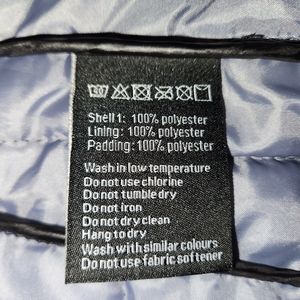 Shell 1: 100% polyester
Lining: 100% polyester
Padding: 100% polyester
Wash in low temperature
Do not use chlorine
Do not tumble dry
Do not iron
Do not dry clean
Hang to dry
Wash with similar colours
Do not use fabric softener